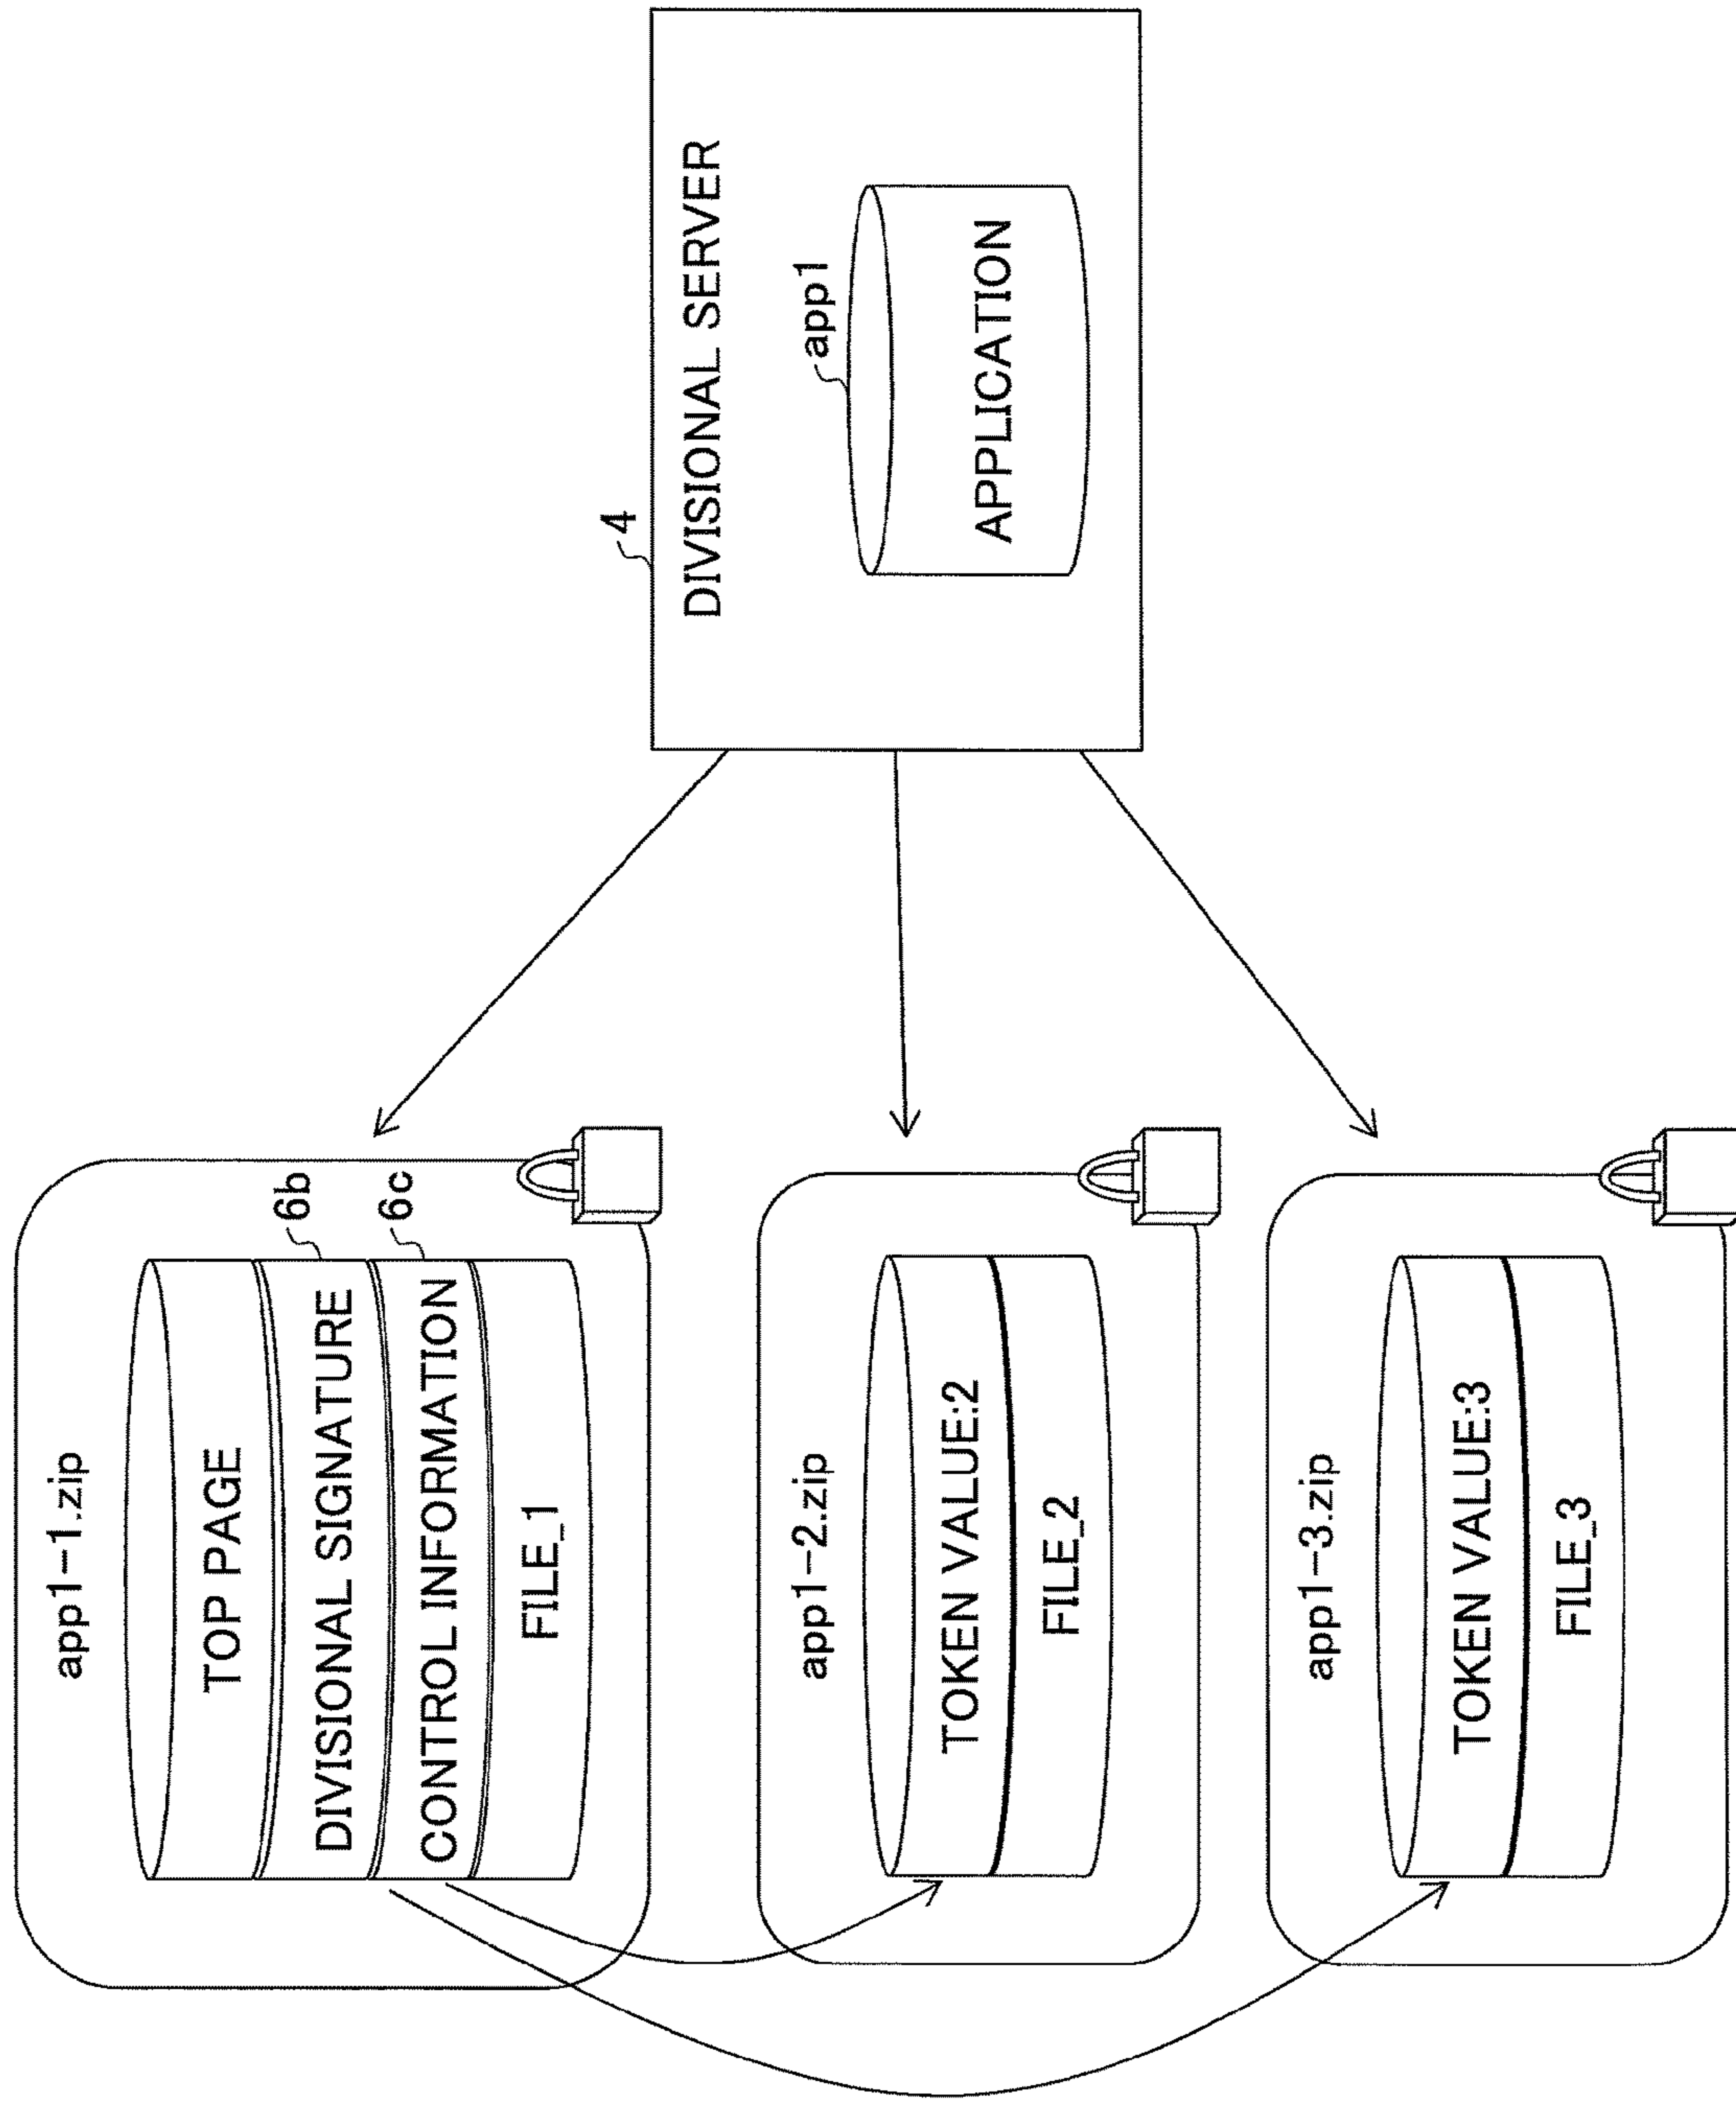 app1-1.zip
TOP PAGE
DIVISIONAL SIGNATURE
6b
CONTROL INFORMATION
6c
FILE_1
app1-2.zip
TOKEN VALUE:2
FILE_2
app1-3.zip
TOKEN VALUE:3
FILE_3
4
DIVISIONAL SERVER
app1
APPLICATION